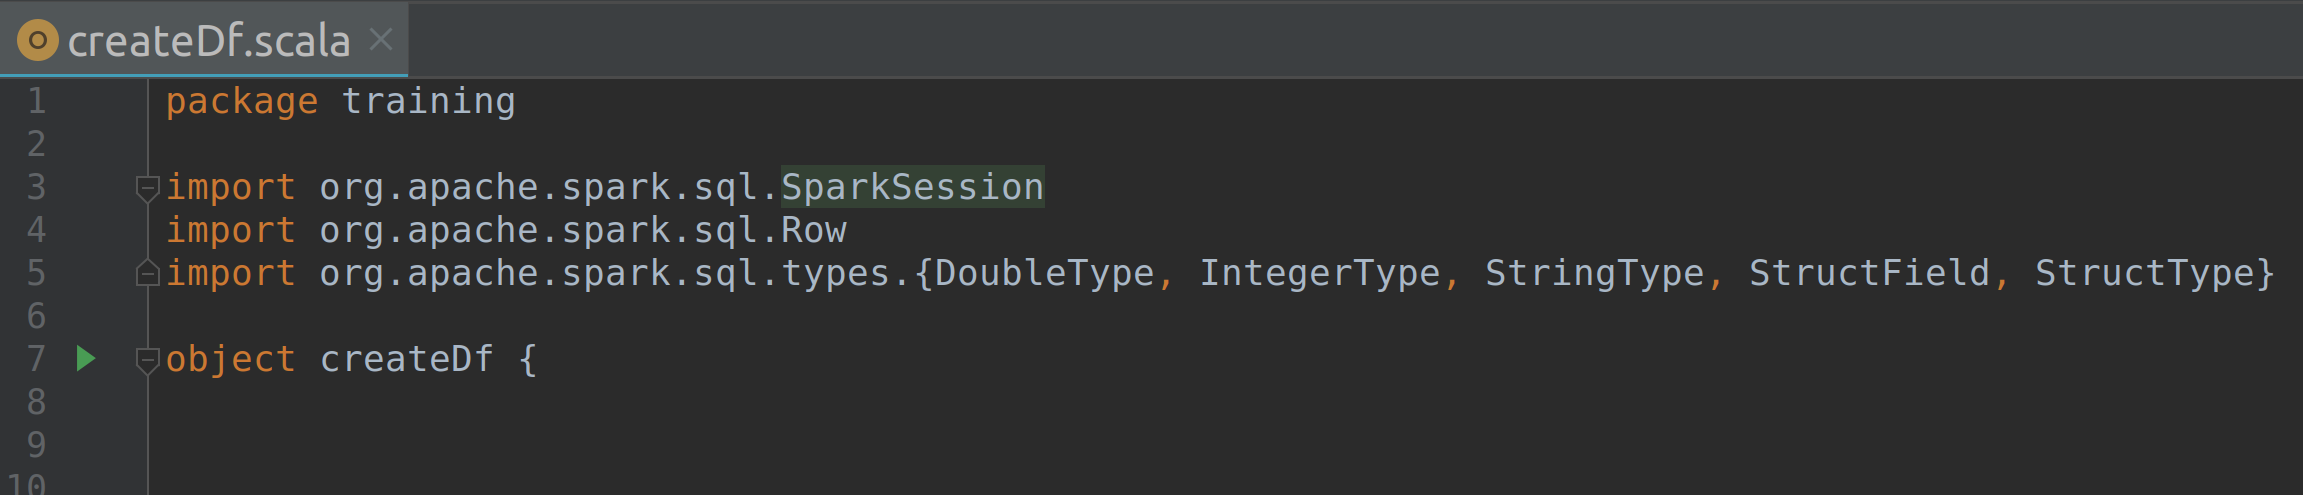 createDf.scala
1 package training
2
3 import org.apache.spark.sql.SparkSession
4 import org.apache.spark.sql.Row
5 import org.apache.spark.sql.types.{DoubleType, IntegerType, StringType, StructField, StructType}
6
7 object createDf {
8
9
10